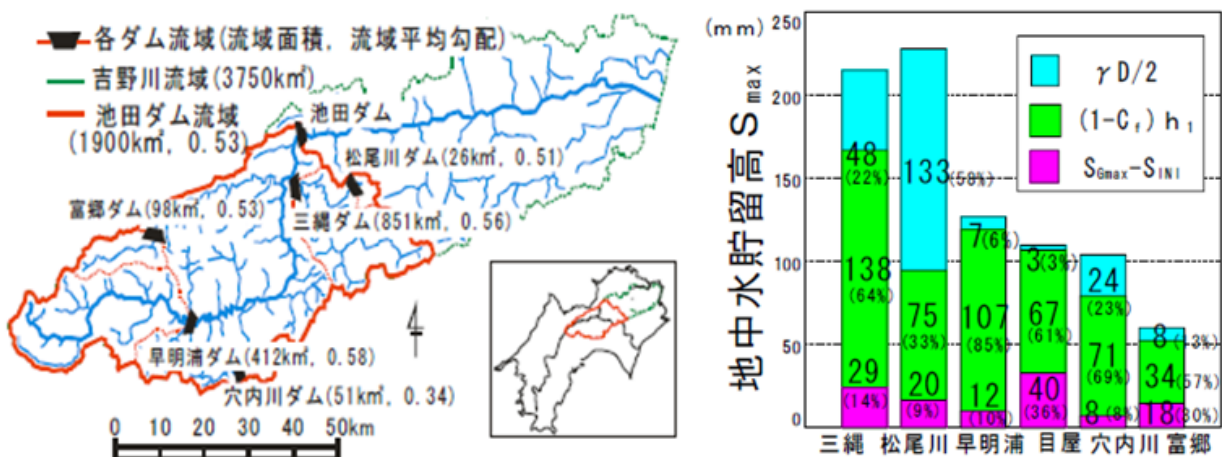 各ダム流域(流域面積, 流域平均勾配)
吉野川流域(3750k㎡)
池田ダム流域
(1900k㎡, 0.53)
池田ダム
松尾川ダム(26k㎡, 0.51)
富郷ダム(98k㎡, 0.53)
三縄ダム(851k㎡, 0.56)
4
早明浦ダム(412k㎡, 0.58)
穴内川ダム(51k㎡, 0.34)
0 10 20 30 40 50km
(mm)
地中水貯留高Smax
250
200
150
100
50
0
γD/2
(1-Cf)h1
SGmax-SINI
48
(22%)
138
(64%)
29
(14%)
133(58%)
75
(33%)
20
(9%)
7(6%)
107
(85%)
12
(10%)
3(3%)
67
(61%)
40
(36%)
24
(23%)
71
(69%)
8(8%)
8(13%)
34(57%)
18(30%)
三縄 松尾川 早明浦 目屋 穴内川 富郷